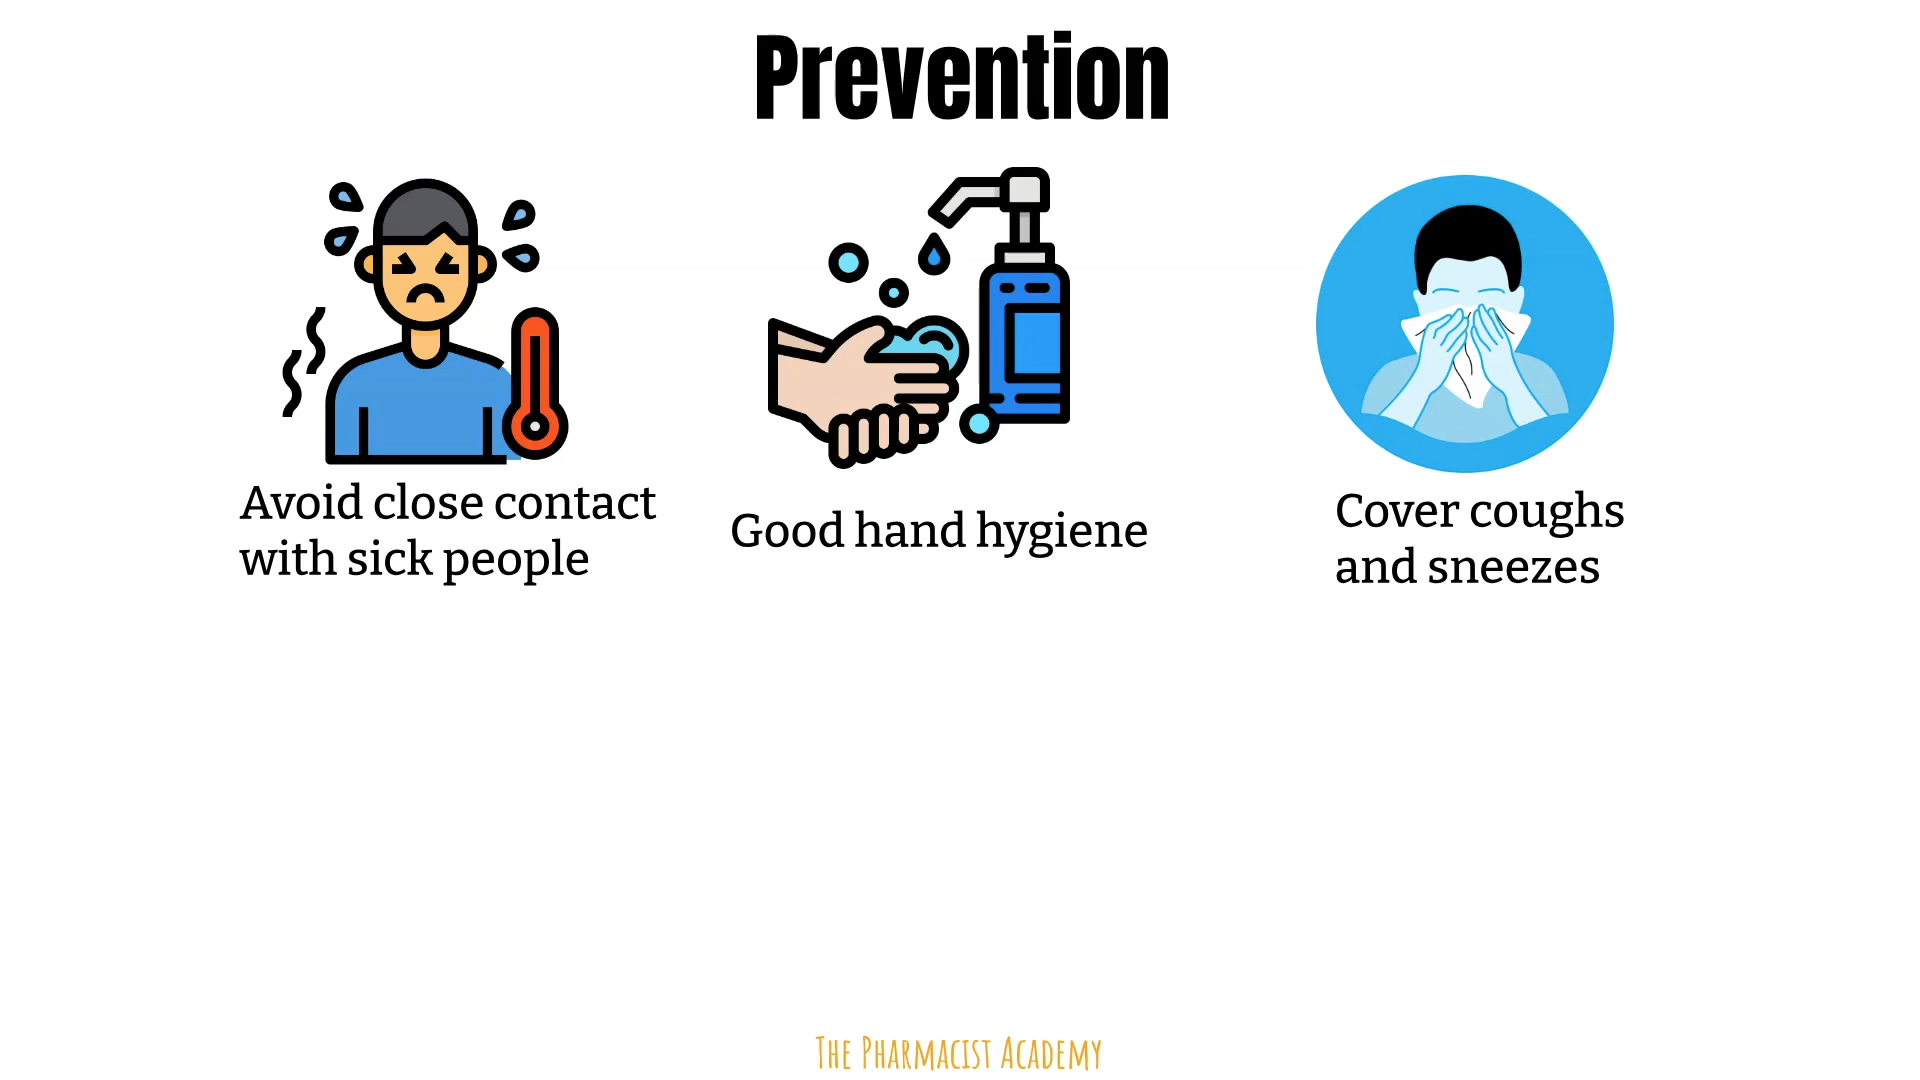 Prevention
Avoid close contact
with sick people
Good hand hygiene
Cover coughs
and sneezes
The Pharmacist Academy